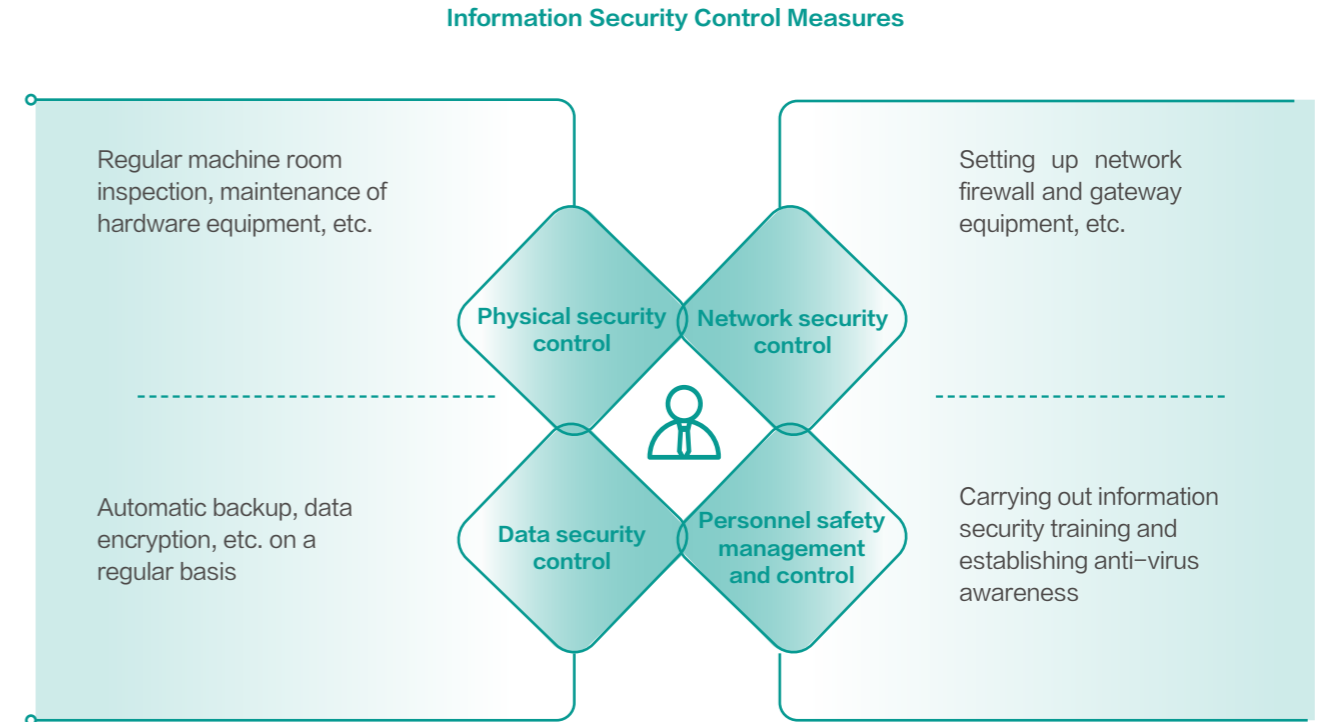 Information Security Control Measures
Regular machine room
inspection, maintenance of
hardware equipment, etc.
Setting up network
firewall and gateway
equipment, etc.
Physical security
control
Network security
control
Automatic backup, data
encryption, etc. on a
regular basis
Data security
control
Personnel safety
management
and control
Carrying out information
security training and
establishing anti-virus
awareness